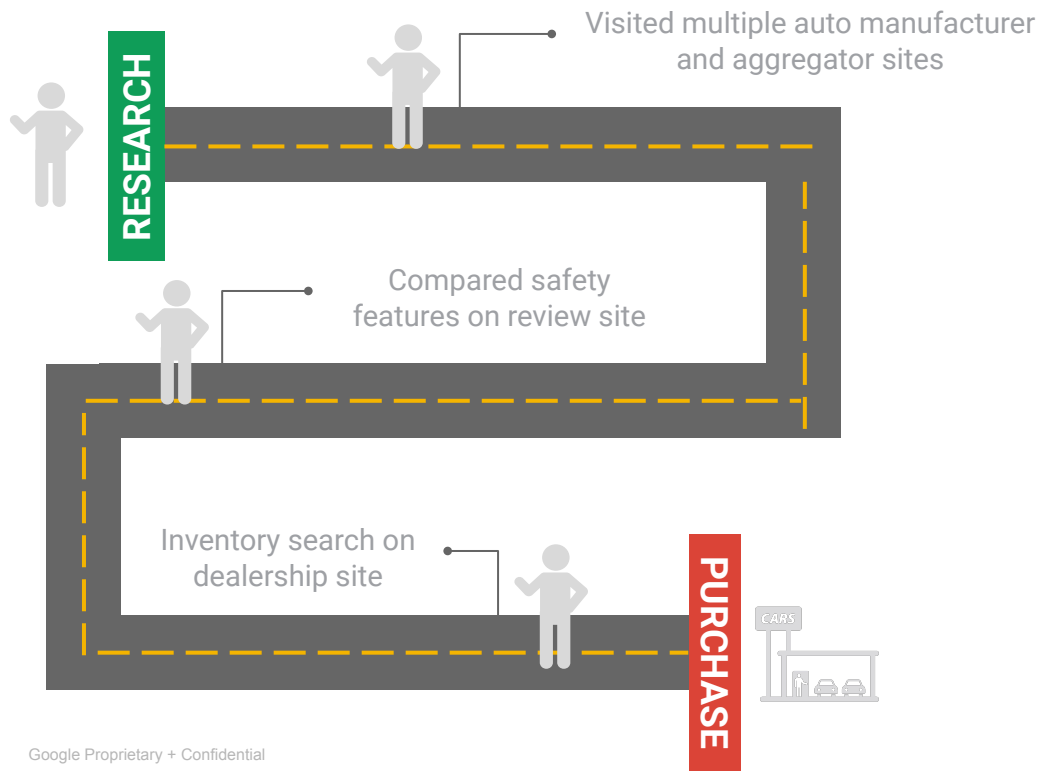 Visited multiple auto manufacturer
and aggregator sites
RESEARCH
Compared safety
features on review site
Inventory search on
dealership site
PURCHASE
CARS
Google Proprietary + Confidential